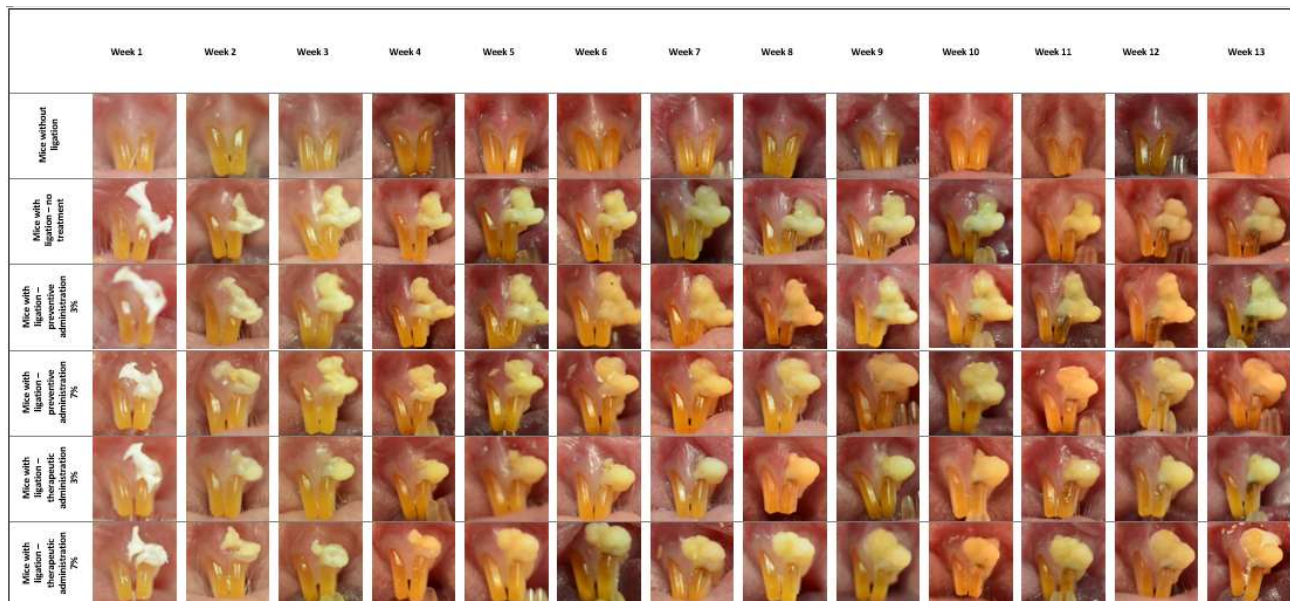 Week 1 Week 2 Week 3 Week 4 Week 5 Week 6 Week 7 Week 8 Week 9 Week 10 Week 11 Week 12 Week 13
Mice without
ligation
Mice with
ligation – no
treatment
Mice with
ligation –
preventive
administration
3%
Mice with
ligation –
preventive
administration
7%
Mice with
ligation –
therapeutic
administration
3%
Mice with
ligation –
therapeutic
administration
7%